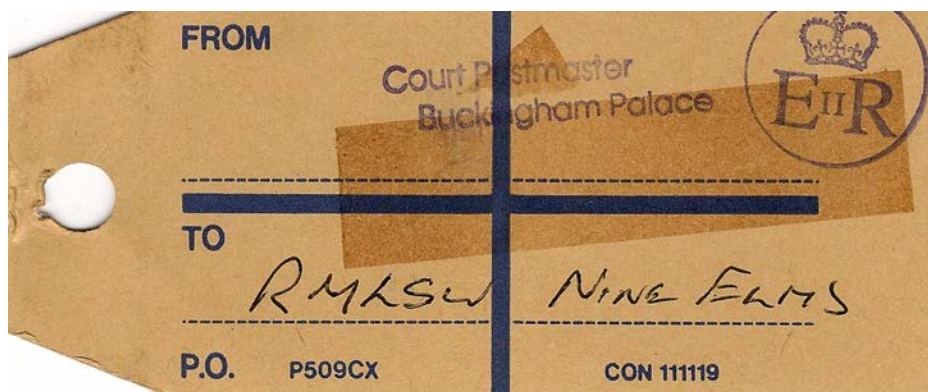 FROM
Court Postmaster
Buckingham Palace
EIIR
TO
RMLSW NINE ELMS
P.O. P509CX CON 111119